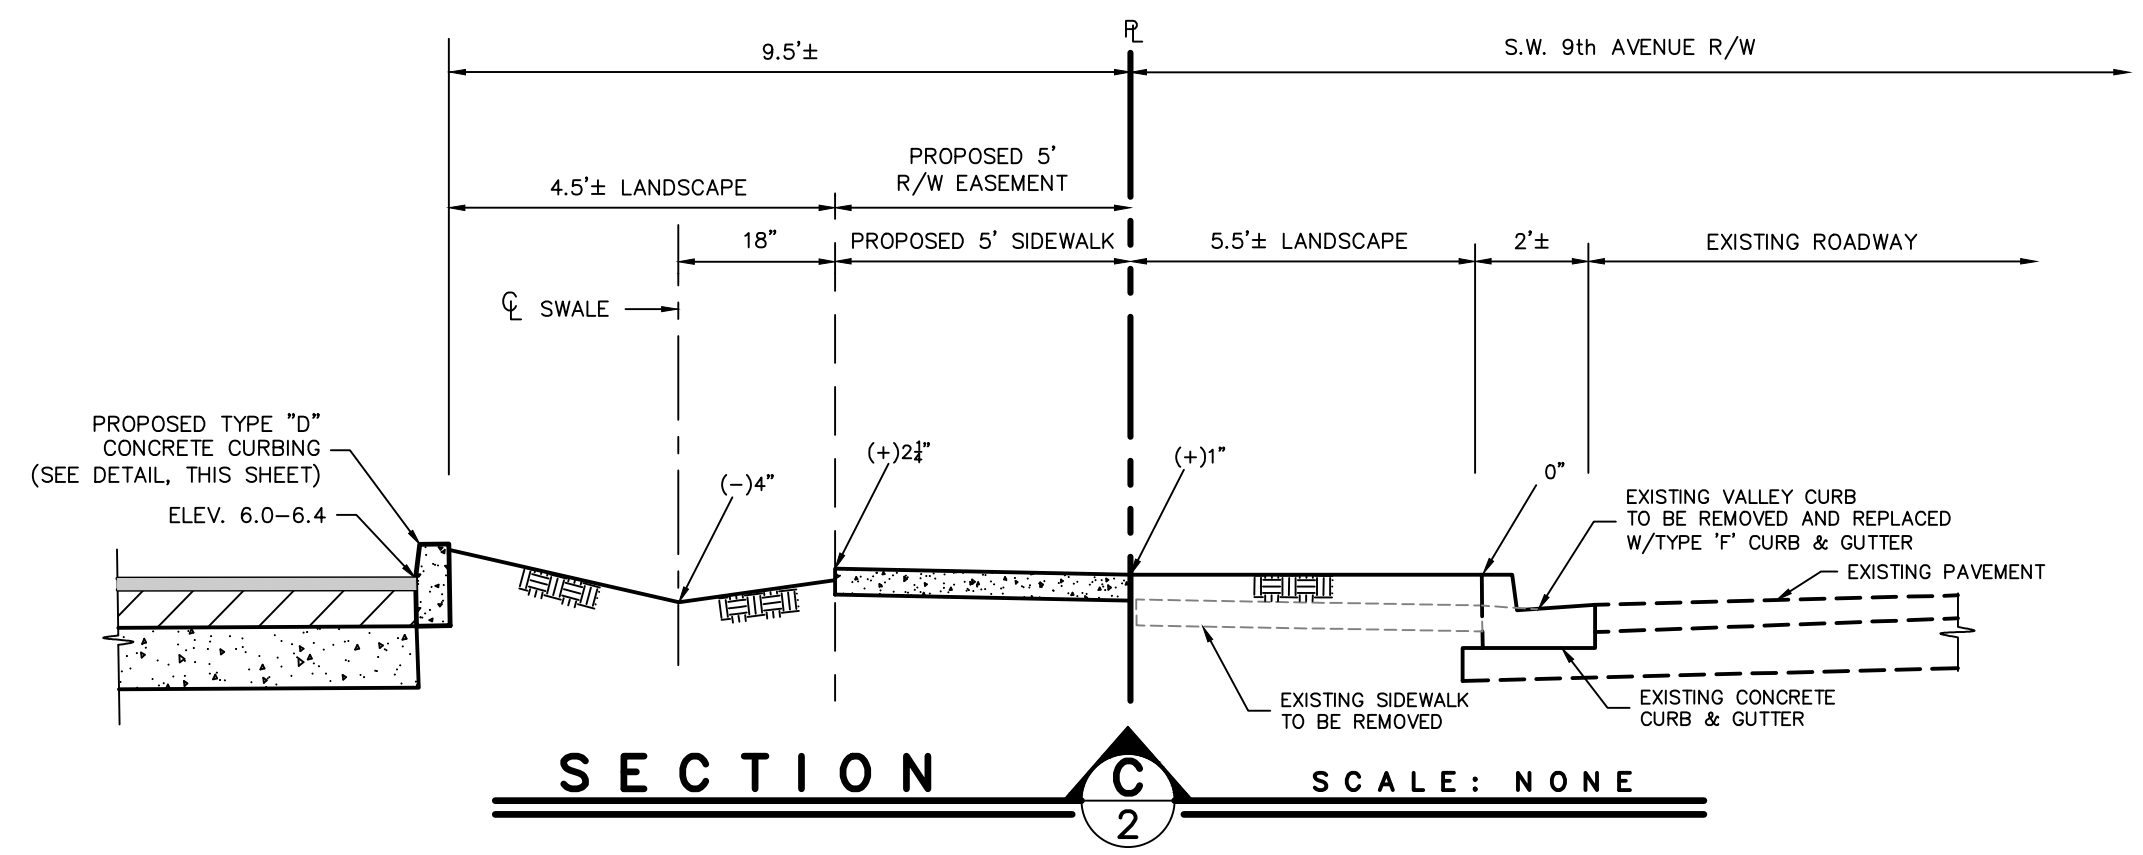 ℄ SWALE
PL
9.5'±
S.W. 9th AVENUE R/W
PROPOSED 5'
R/W EASEMENT
4.5'± LANDSCAPE
18"
PROPOSED 5' SIDEWALK
5.5'± LANDSCAPE
2'±
EXISTING ROADWAY
PROPOSED TYPE "D"
CONCRETE CURBING
(SEE DETAIL, THIS SHEET)
ELEV. 6.0-6.4
(-)4"
(+)2¼"
(+)1"
0"
EXISTING VALLEY CURB
TO BE REMOVED AND REPLACED
W/TYPE 'F' CURB & GUTTER
EXISTING PAVEMENT
EXISTING SIDEWALK
TO BE REMOVED
EXISTING CONCRETE
CURB & GUTTER
SECTION
C
2
SCALE: NONE